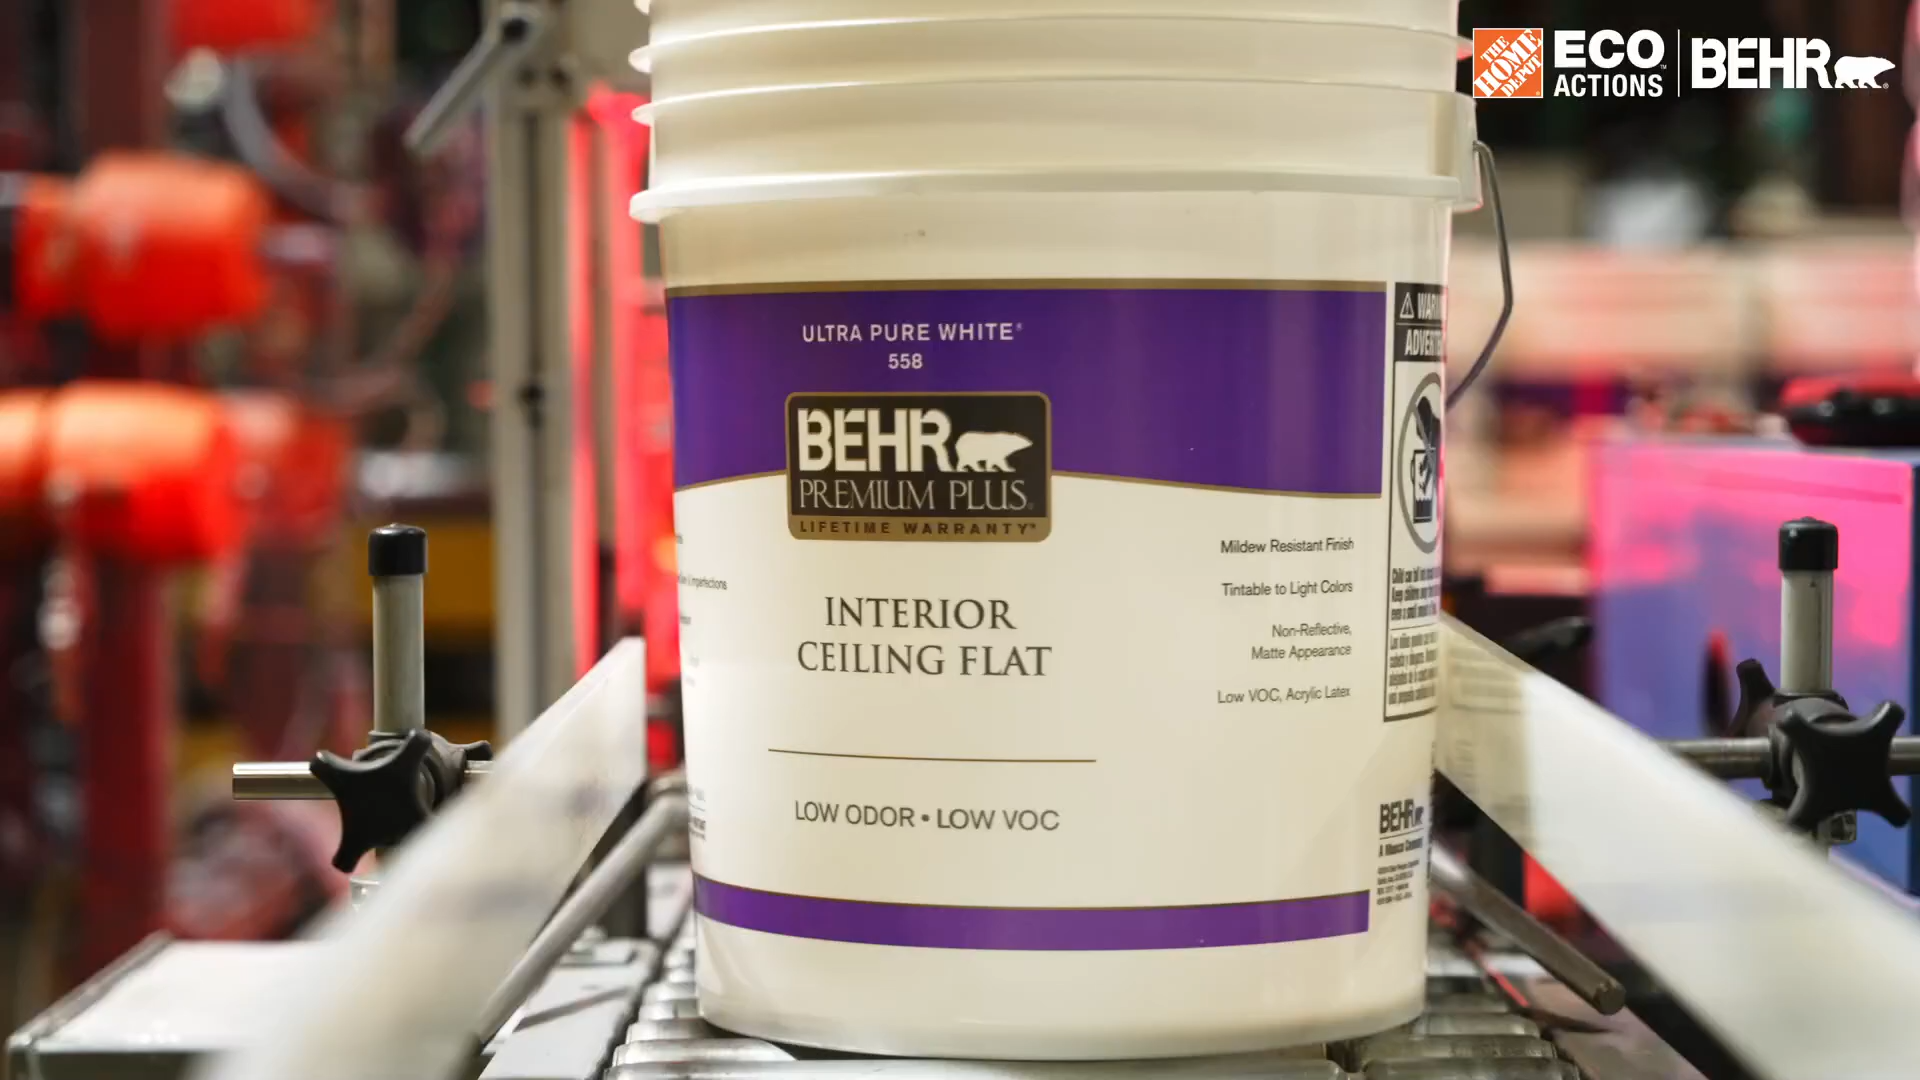 THE HOME DEPOT
ECO
ACTIONS
BEHR
ULTRA PURE WHITE®
558
BEHR
PREMIUM PLUS®
LIFETIME WARRANTY*
INTERIOR
CEILING FLAT
LOW ODOR • LOW VOC
& Imperfections
Mildew Resistant Finish
Tintable to Light Colors
Non-Reflective,
Matte Appearance
Low VOC, Acrylic Latex
BEHR